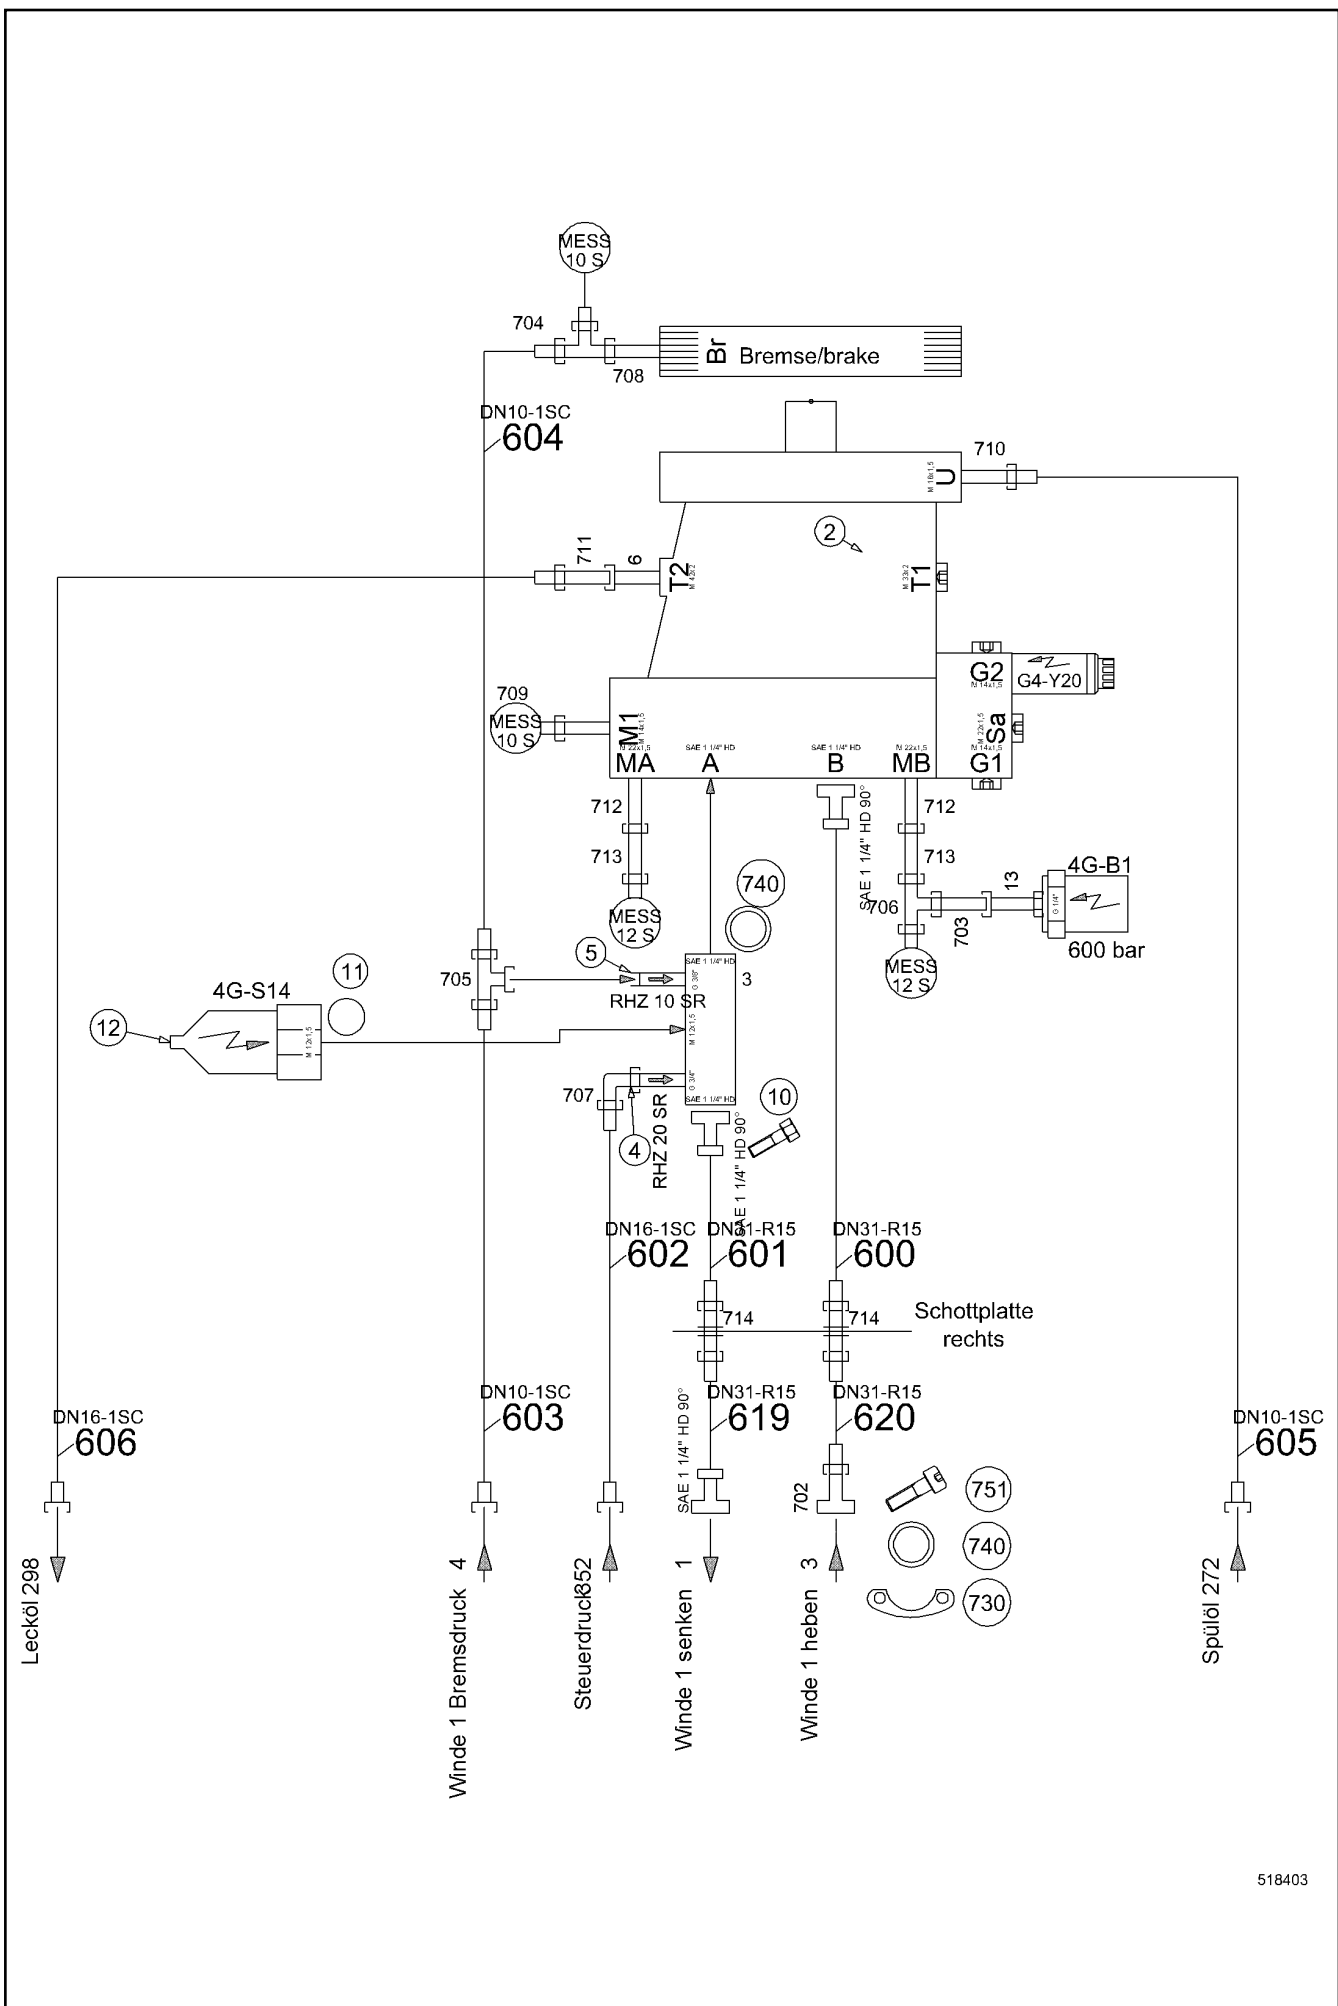 MESS
10 S
704
708
Br
Bremse/brake
DN10-1SC
604
710
M 18x1,5
U
2
711
6
T2
M 42x2
M 33x2
T1
709
MESS
10 S
M1
M 14x1,5
G2
M 14x1,5
G4-Y20
M 22x1,5
Sa
M 22x1,5
MA
SAE 1 1/4" HD
A
SAE 1 1/4" HD
B
M 22x1,5
MB
M 14x1,5
G1
712
713
MESS
12 S
740
SAE 1 1/4" HD 90°
712
713
706
703
13
4G-B1
G 1/4"
600 bar
MESS
12 S
5
RHZ 10 SR
705
SAE 1 1/4" HD
G 3/8"
3
M 12x1,5
G 3/4"
SAE 1 1/4" HD
11
4G-S14
M 12x1,5
12
707
4
RHZ 20 SR
10
SAE 1 1/4" HD 90°
DN16-1SC
602
DN31-R15
601
DN31-R15
600
714
714
Schottplatte
rechts
DN16-1SC
606
DN10-1SC
603
SAE 1 1/4" HD 90°
DN31-R15
619
DN31-R15
620
DN10-1SC
605
702
751
740
730
Lecköl 298
Winde 1 Bremsdruck 4
Steuerdruck 352
Winde 1 senken 1
Winde 1 heben 3
Spülöl 272
518403